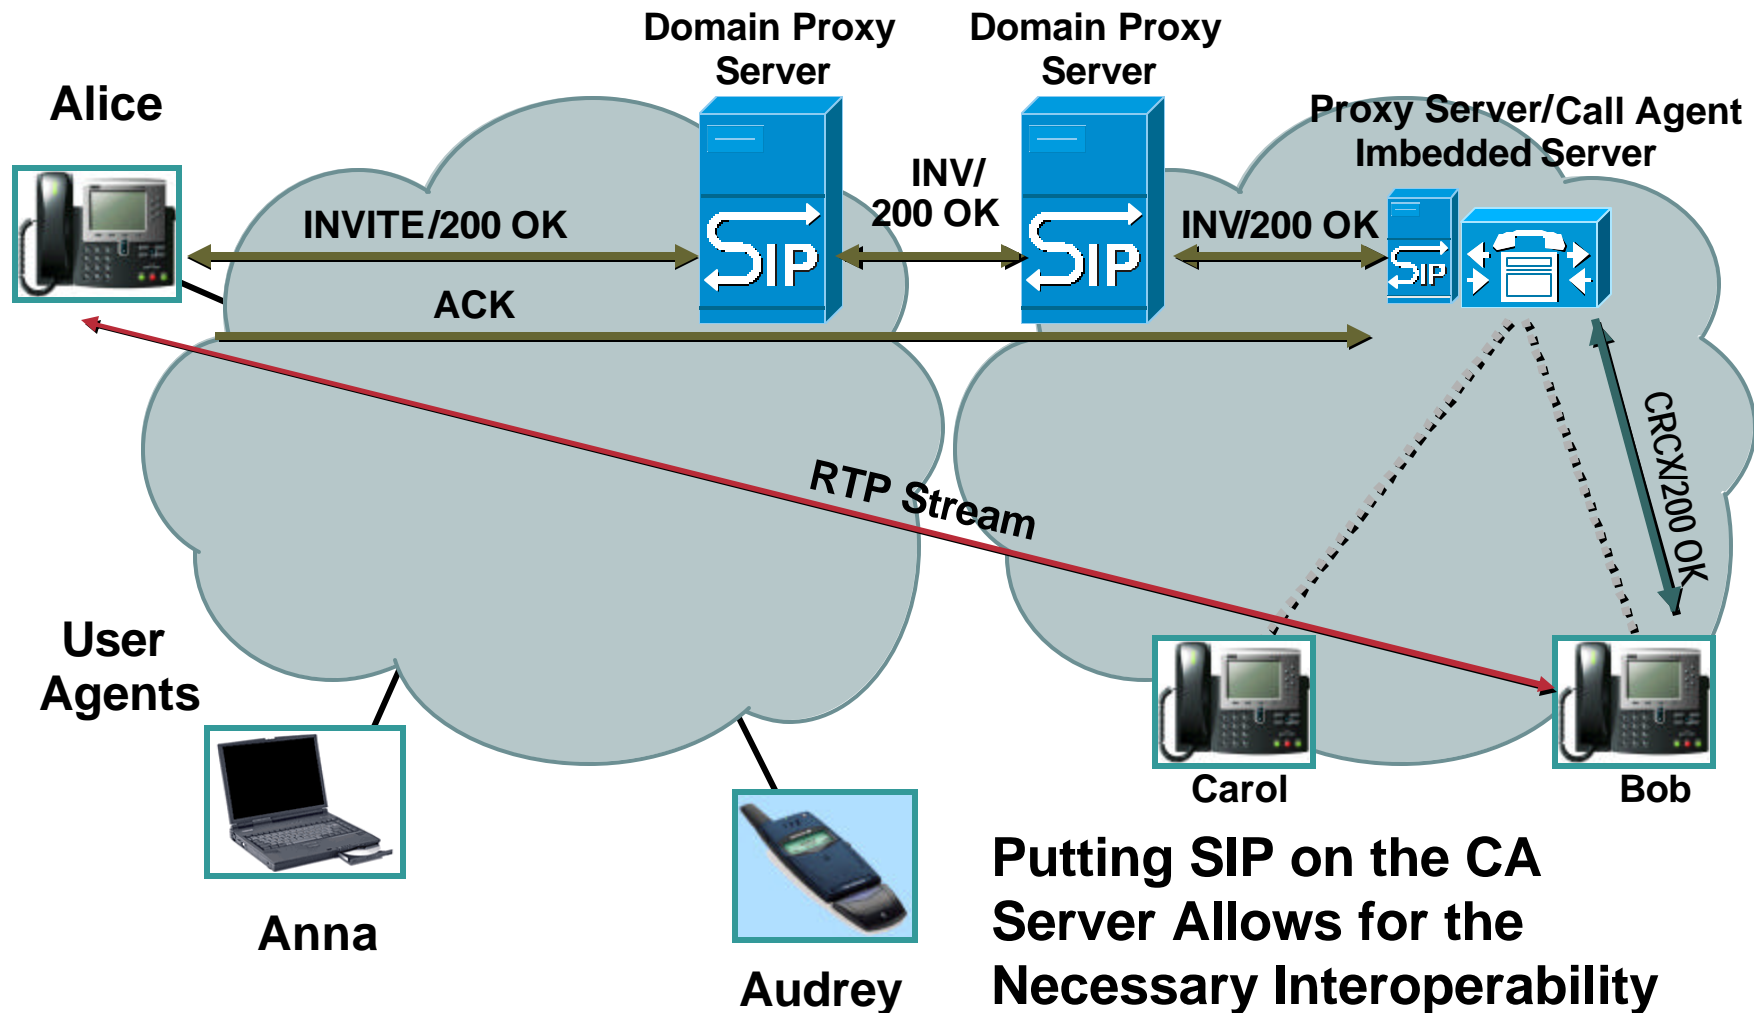 Domain Proxy
Server
Domain Proxy
Server
Alice
Proxy Server/Call Agent
Imbedded Server
INV/
200 OK
INVITE/200 OK
INV/200 OK
SIP
SIP
SIP
ACK
CRCX/200 OK
RTP Stream
User
Agents
Carol
Bob
Anna
Audrey
Putting SIP on the CA
Server Allows for the
Necessary Interoperability